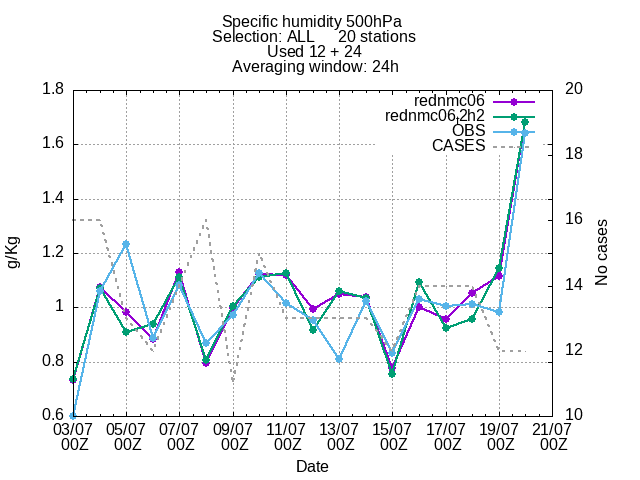 Specific humidity 500hPa
Selection: ALL 20 stations
Used 12 + 24
Averaging window: 24h
rednmc06
rednmc06t2h2
OBS
CASES
1.8
1.6
1.4
1.2
1
0.8
0.6
g/Kg
20
18
16
14
12
10
No cases
03/07 05/07 07/07 09/07 11/07 13/07 15/07 17/07 19/07 21/07
00Z 00Z 00Z 00Z 00Z 00Z 00Z 00Z 00Z 00Z
Date